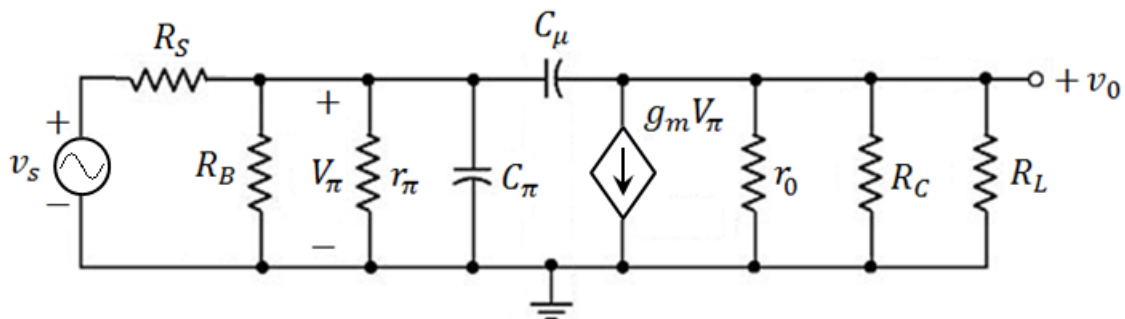 R_S
C_μ
+ v_0
g_m V_π
+
+
v_s
R_B
V_π
r_π
C_π
r_0
R_C
R_L
−
−